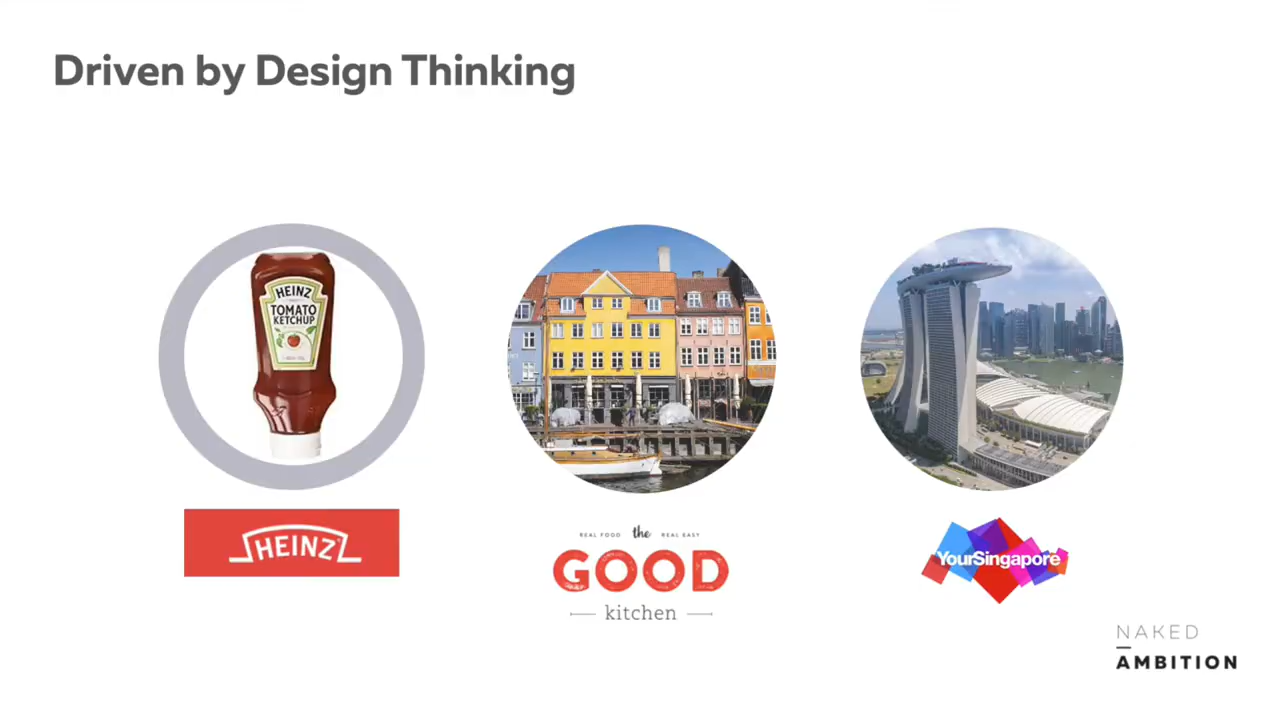 Driven by Design Thinking
HEINZ
TOMATO
KETCHUP
HEINZ
REAL FOOD the REAL EASY
GOOD
kitchen
YourSingapore
NAKED
AMBITION